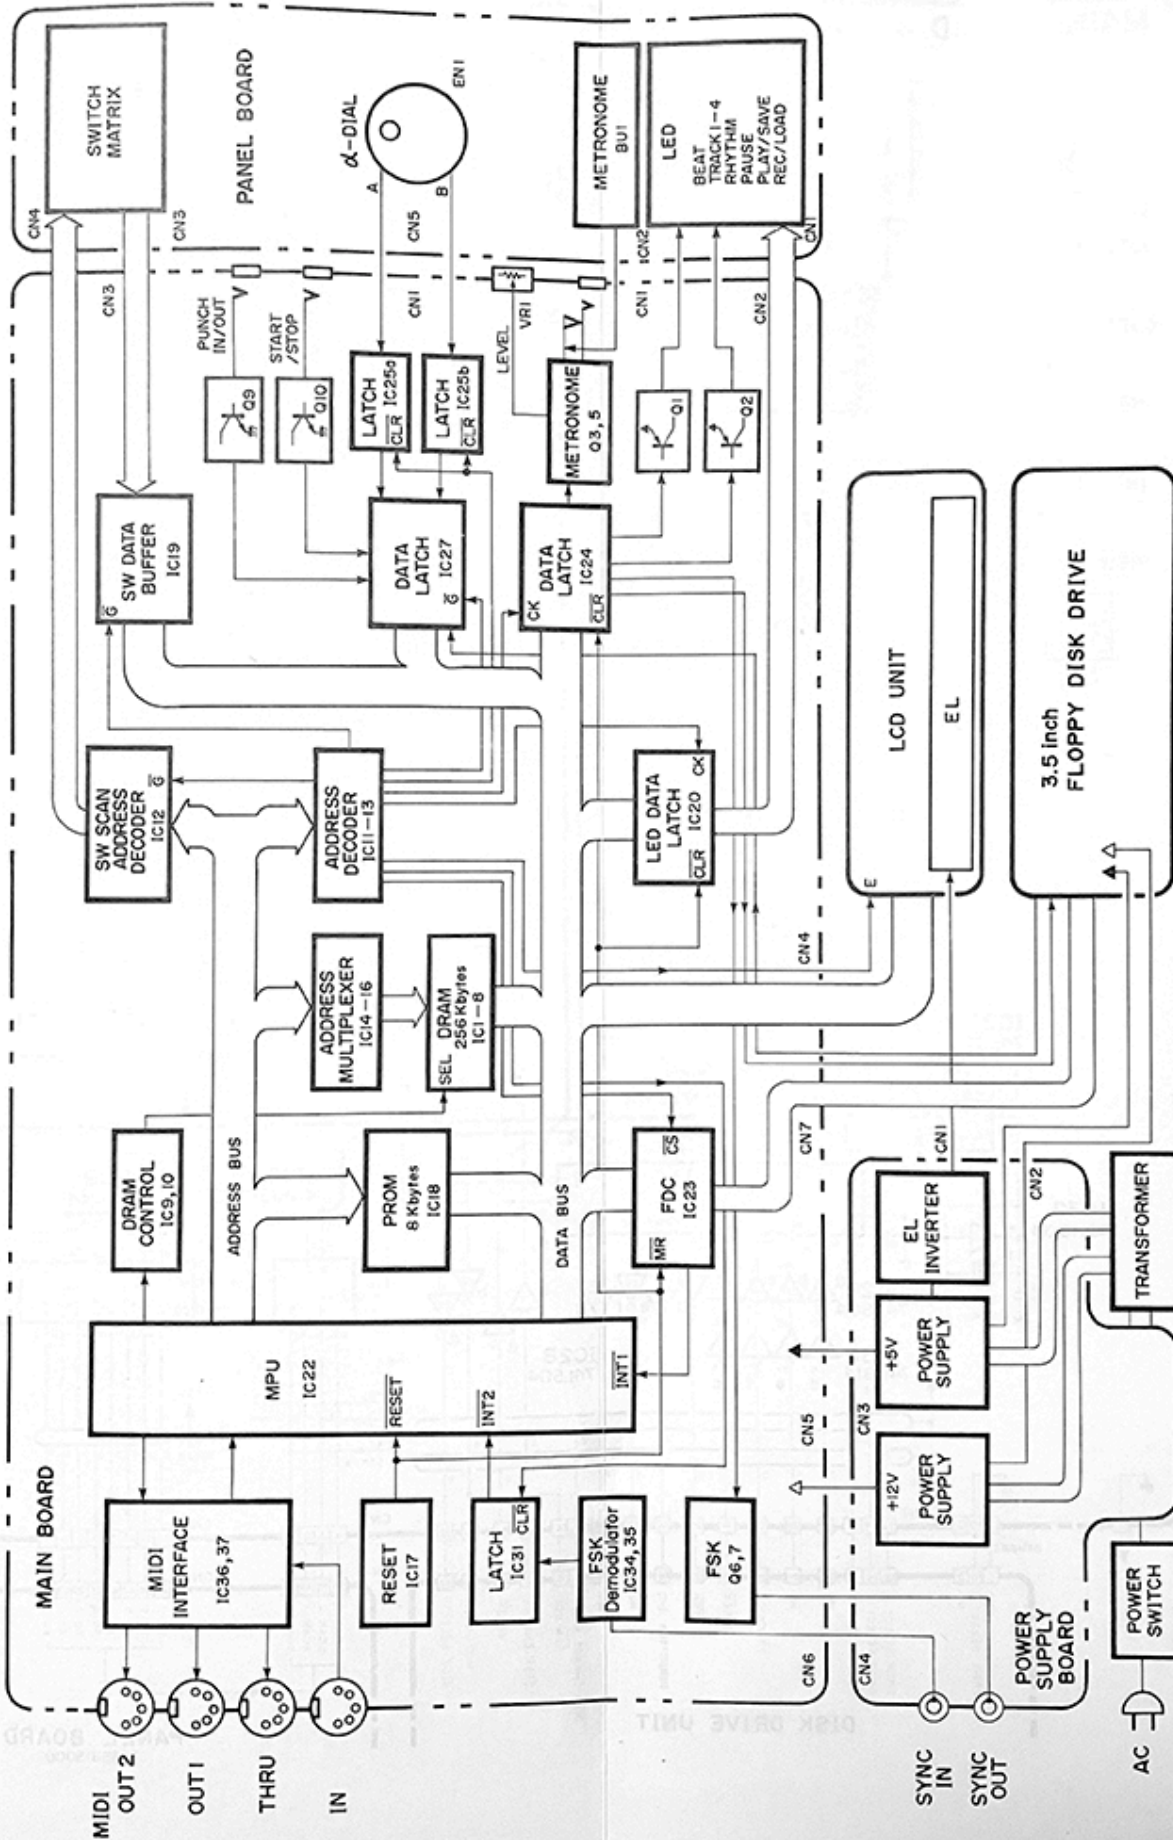 MAIN BOARD
MIDI
OUT 2
OUT 1
THRU
IN
MIDI
INTERFACE
IC36, 37
RESET
IC17
LATCH
IC31
CLR
FSK
Demodulator
IC34, 35
FSK
Q6, 7
MPU
IC22
RESET
INT2
INT1
DRAM
CONTROL
IC9, 10
ADDRESS BUS
PROM
8 Kbytes
IC18
DATA BUS
FDC
IC23
MR
CS
ADDRESS
MULTIPLEXER
IC14-16
SEL
DRAM
256 Kbytes
IC1-8
SW SCAN
ADDRESS
DECODER
IC12
G
ADDRESS
DECODER
IC11-13
LED DATA
LATCH
IC20
CLR
CK
SW DATA
BUFFER
IC19
G
DATA
LATCH
IC27
G
DATA
LATCH
IC24
CK
CLR
PUNCH
IN/OUT
Q9
START
/STOP
Q10
LATCH
IC25a
CLR
LATCH
IC25b
CLR
METRONOME
Q3, 5
LEVEL
VR1
Q1
Q2
CN3
CN1
CN1
CN2
CN4
CN7
CN5
CN6
PANEL BOARD
SWITCH
MATRIX
CN4
CN3
α-DIAL
EN1
A
B
CN5
METRONOME
BU1
CN2
LED
BEAT
TRACK 1-4
RHYTHM
PAUSE
PLAY/SAVE
REC/LOAD
CN1
LCD UNIT
EL
E
3.5 inch
FLOPPY DISK DRIVE
SYNC
IN
SYNC
OUT
POWER
SUPPLY
BOARD
CN4
CN3
CN1
CN2
+12V
POWER
SUPPLY
+5V
POWER
SUPPLY
EL
INVERTER
TRANSFORMER
POWER
SWITCH
AC
DISK DRIVE UNIT
PANEL BOARD